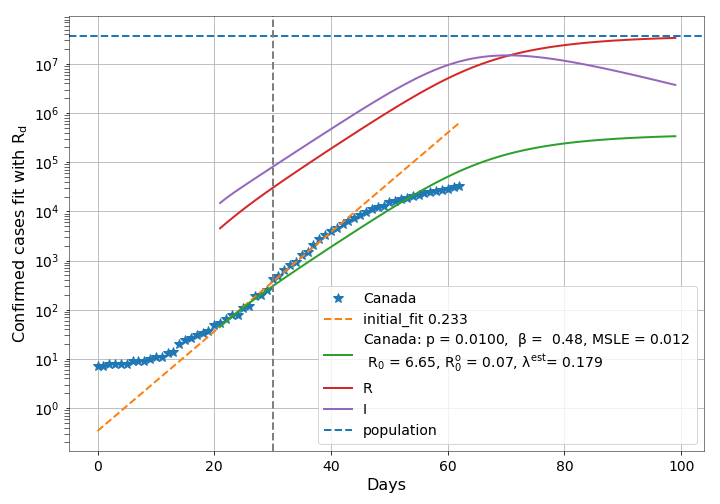 Confirmed cases fit with R_d
10^7
10^6
10^5
10^4
10^3
10^2
10^1
10^0
Canada
initial_fit 0.233
Canada: p = 0.0100,  β =  0.48, MSLE = 0.012
R_0 = 6.65, R_0^o = 0.07, λ^est= 0.179
R
I
population
0 20 40 60 80 100
Days